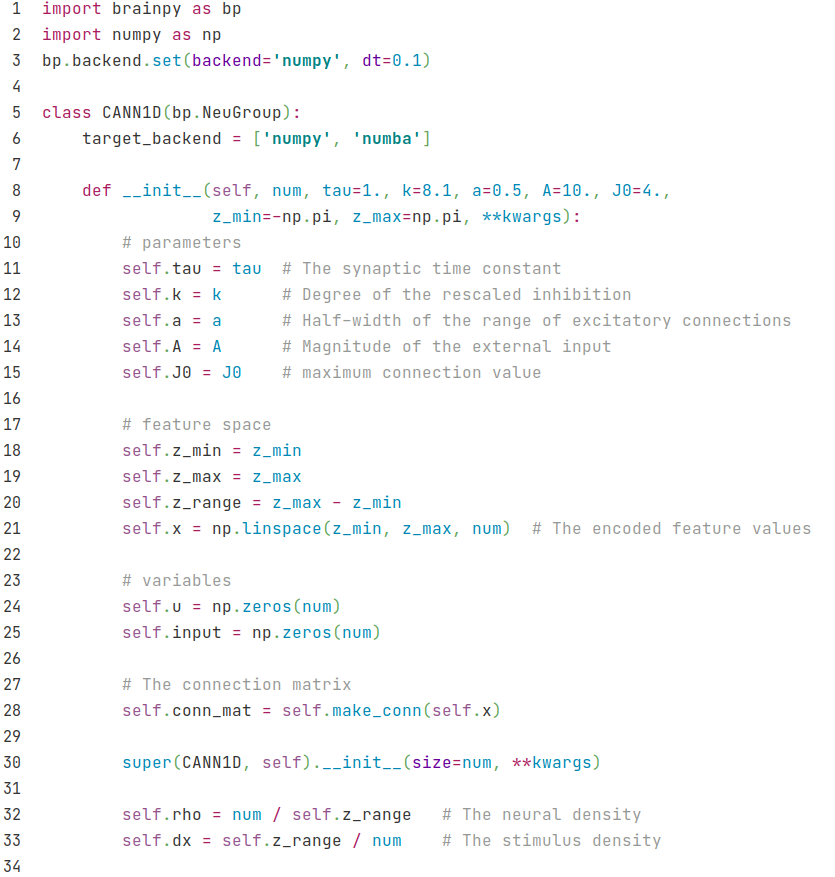 1 import brainpy as bp
2 import numpy as np
3 bp.backend.set(backend='numpy', dt=0.1)
4
5 class CANN1D(bp.NeuGroup):
6     target_backend = ['numpy', 'numba']
7
8     def __init__(self, num, tau=1., k=8.1, a=0.5, A=10., J0=4.,
9                  z_min=-np.pi, z_max=np.pi, **kwargs):
10         # parameters
11         self.tau = tau  # The synaptic time constant
12         self.k = k      # Degree of the rescaled inhibition
13         self.a = a      # Half-width of the range of excitatory connections
14         self.A = A      # Magnitude of the external input
15         self.J0 = J0    # maximum connection value
16
17         # feature space
18         self.z_min = z_min
19         self.z_max = z_max
20         self.z_range = z_max - z_min
21         self.x = np.linspace(z_min, z_max, num)  # The encoded feature values
22
23         # variables
24         self.u = np.zeros(num)
25         self.input = np.zeros(num)
26
27         # The connection matrix
28         self.conn_mat = self.make_conn(self.x)
29
30         super(CANN1D, self).__init__(size=num, **kwargs)
31
32         self.rho = num / self.z_range   # The neural density
33         self.dx = self.z_range / num    # The stimulus density
34